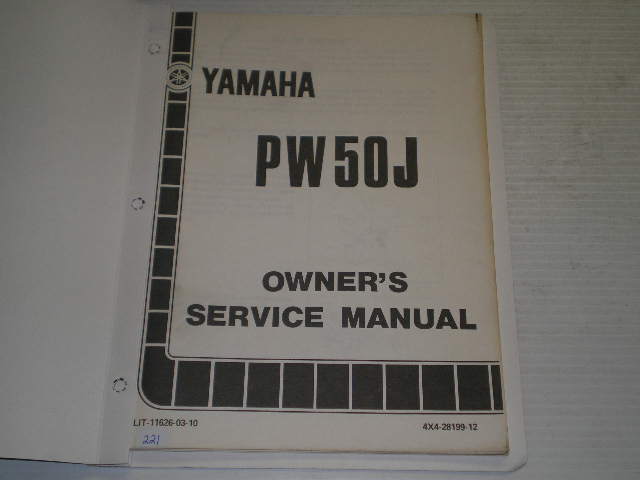 YAMAHA
PW50J
OWNER'S
SERVICE MANUAL
LIT-11626-03-10
4X4-28199-12
221